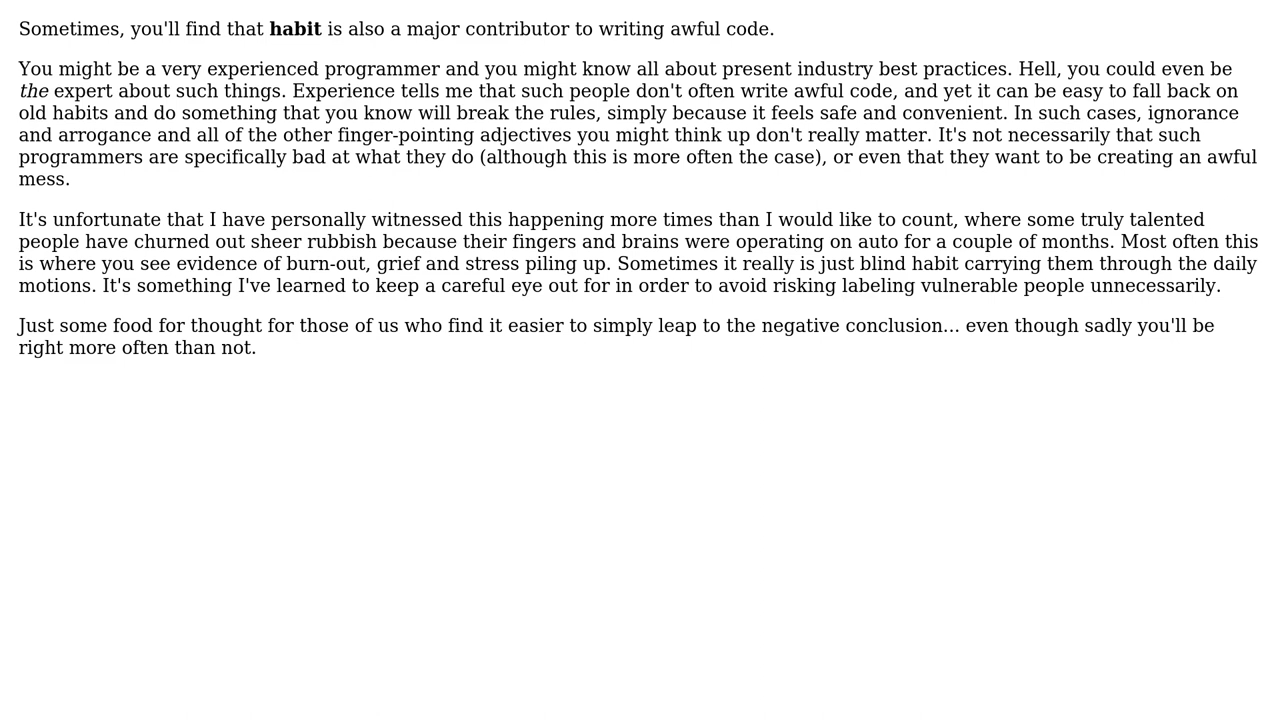 Sometimes, you'll find that habit is also a major contributor to writing awful code.
You might be a very experienced programmer and you might know all about present industry best practices. Hell, you could even be
the expert about such things. Experience tells me that such people don't often write awful code, and yet it can be easy to fall back on
old habits and do something that you know will break the rules, simply because it feels safe and convenient. In such cases, ignorance
and arrogance and all of the other finger-pointing adjectives you might think up don't really matter. It's not necessarily that such
programmers are specifically bad at what they do (although this is more often the case), or even that they want to be creating an awful
mess.
It's unfortunate that I have personally witnessed this happening more times than I would like to count, where some truly talented
people have churned out sheer rubbish because their fingers and brains were operating on auto for a couple of months. Most often this
is where you see evidence of burn-out, grief and stress piling up. Sometimes it really is just blind habit carrying them through the daily
motions. It's something I've learned to keep a careful eye out for in order to avoid risking labeling vulnerable people unnecessarily.
Just some food for thought for those of us who find it easier to simply leap to the negative conclusion... even though sadly you'll be
right more often than not.